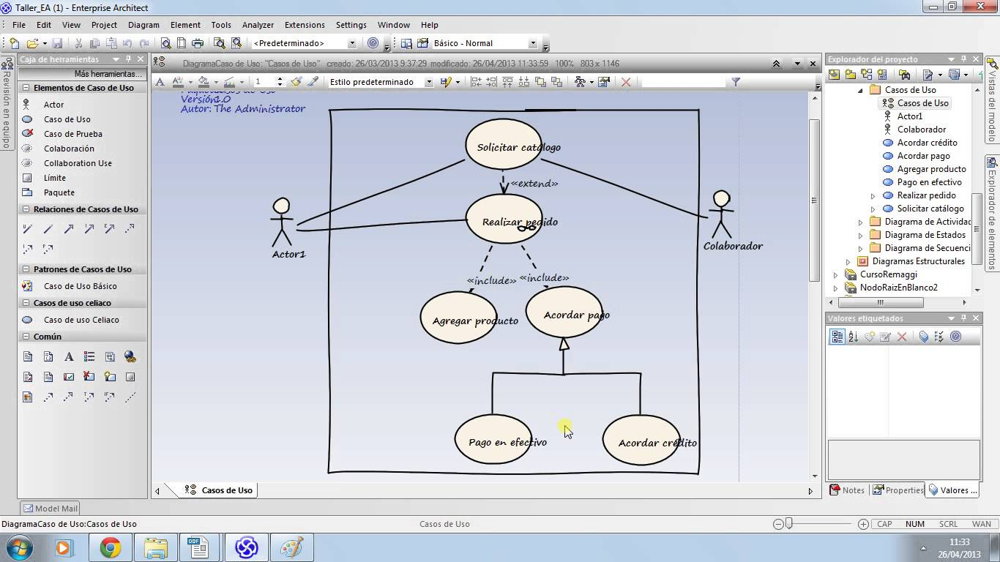 Taller_EA (1) - Enterprise Architect
File Edit View Project Diagram Element Tools Analyzer Extensions Settings Window Help
<Predeterminado> Básico - Normal
Caja de herramientas
DiagramaCaso de Uso: "Casos de Uso" creado: 26/03/2013 9:37:29 modificado: 26/04/2013 11:33:59 100% 803 x 1146
Explorador del proyecto
Más herramientas...
1 Estilo predeterminado
Revisión en equipo
Elementos de Caso de Uso
Actor
Caso de Uso
Caso de Prueba
Colaboración
Collaboration Use
Límite
Paquete
Relaciones de Casos de Uso
Patrones de Casos de Uso
Caso de Uso Básico
Casos de uso celiaco
Caso de uso Celiaco
Común
Versión1.0
Autor: The Administrator
Solicitar catálogo
«extend»
Realizar pedido
Actor1
Colaborador
«include» «include»
Agregar producto
Acordar pago
Pago en efectivo
Acordar crédito
Casos de Uso
Casos de Uso
Casos de Uso
Actor1
Colaborador
Acordar crédito
Acordar pago
Agregar producto
Pago en efectivo
Realizar pedido
Solicitar catálogo
Diagrama de Actividad
Diagrama de Estados
Diagrama de Secuenci
Diagramas Estructurales
CursoRemaggi
NodoRaizEnBlanco2
Valores etiquetados
Notes Properties Valores ...
Vistas del modelo
Explorador de elementos
Model Mail
DiagramaCaso de Uso:Casos de Uso Casos de Uso CAP NUM SCRL WAN
11:33
26/04/2013